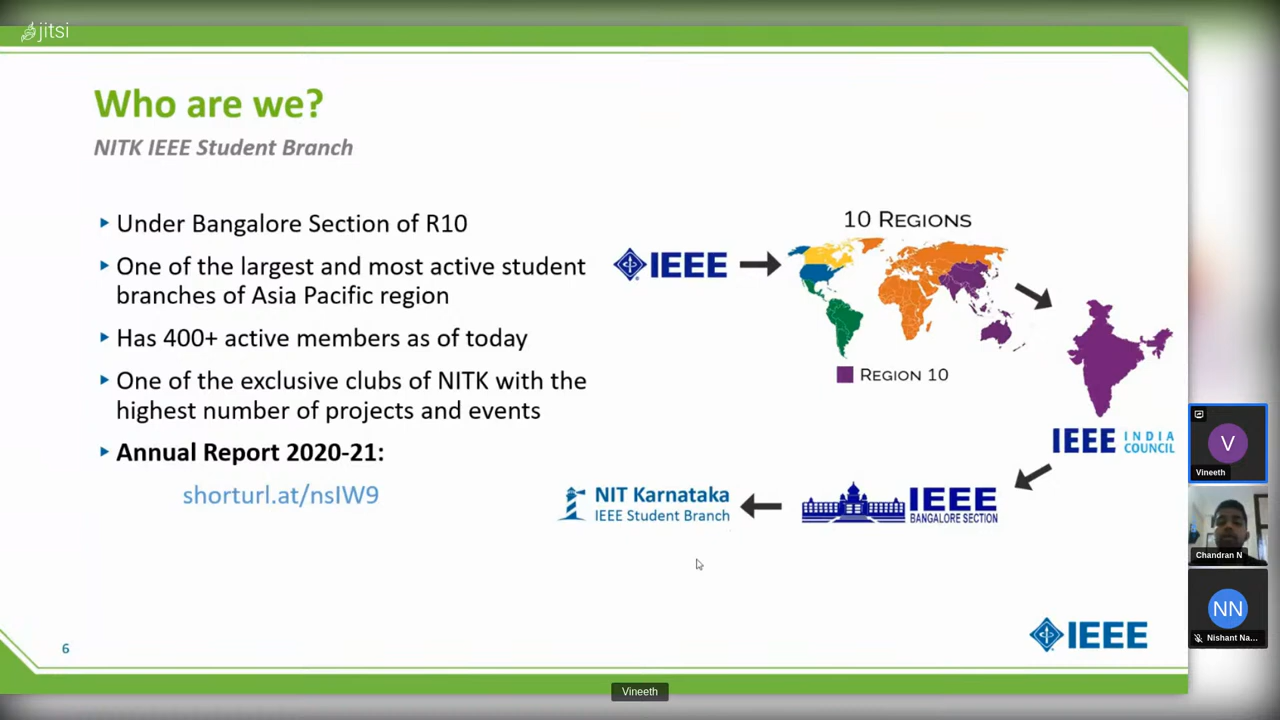 jitsi
Who are we?
NITK IEEE Student Branch
Under Bangalore Section of R10
One of the largest and most active student
branches of Asia Pacific region
Has 400+ active members as of today
One of the exclusive clubs of NITK with the
highest number of projects and events
Annual Report 2020-21:
shorturl.at/nsIW9
IEEE
10 REGIONS
REGION 10
IEEE INDIA
COUNCIL
IEEE
BANGALORE SECTION
NIT Karnataka
IEEE Student Branch
6
IEEE
V
Vineeth
Chandran N
NN
Nishant Na...
Vineeth